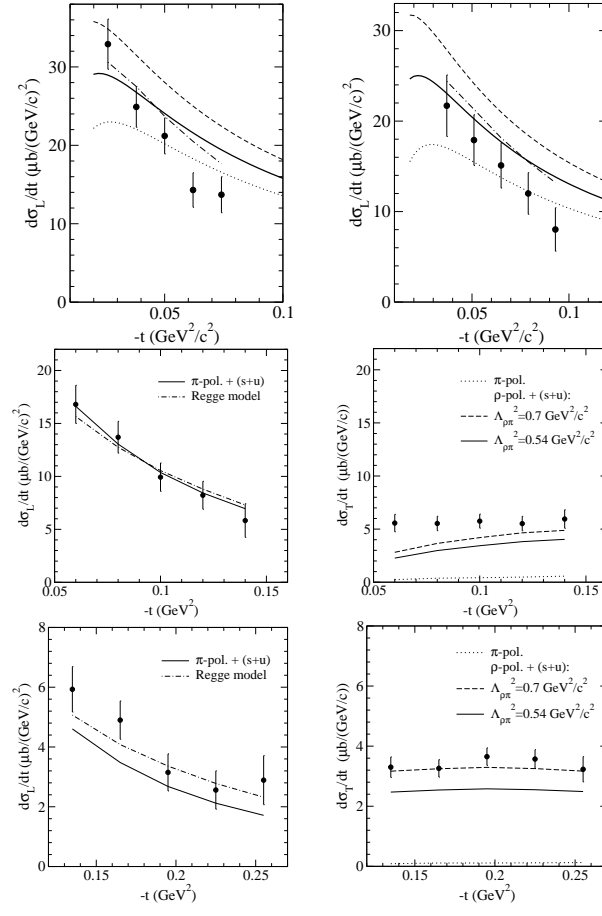 dσL/dt (µb/(GeV/c)²)
40
30
20
10
0
0.05
0.1
-t (GeV²/c²)
dσL/dt (µb/(GeV/c)²)
30
20
10
0
0.05
0.1
-t (GeV²/c²)
dσL/dt (µb/(GeV/c)²)
20
15
10
5
0
π-pol. + (s+u)
Regge model
0.05
0.1
0.15
-t (GeV²)
dσT/dt (µb/(GeV/c))
20
15
10
5
0
π-pol.
ρ-pol. + (s+u):
Λρπ²=0.7 GeV²/c²
Λρπ²=0.54 GeV²/c²
0.05
0.1
0.15
-t (GeV²)
dσL/dt (µb/(GeV/c)²)
8
6
4
2
0
π-pol. + (s+u)
Regge model
0.15
0.2
0.25
-t (GeV²)
dσT/dt (µb/(GeV/c)²)
8
6
4
2
0
π-pol.
ρ-pol. + (s+u):
Λρπ²=0.7 GeV²/c²
Λρπ²=0.54 GeV²/c²
0.15
0.2
0.25
-t (GeV²)